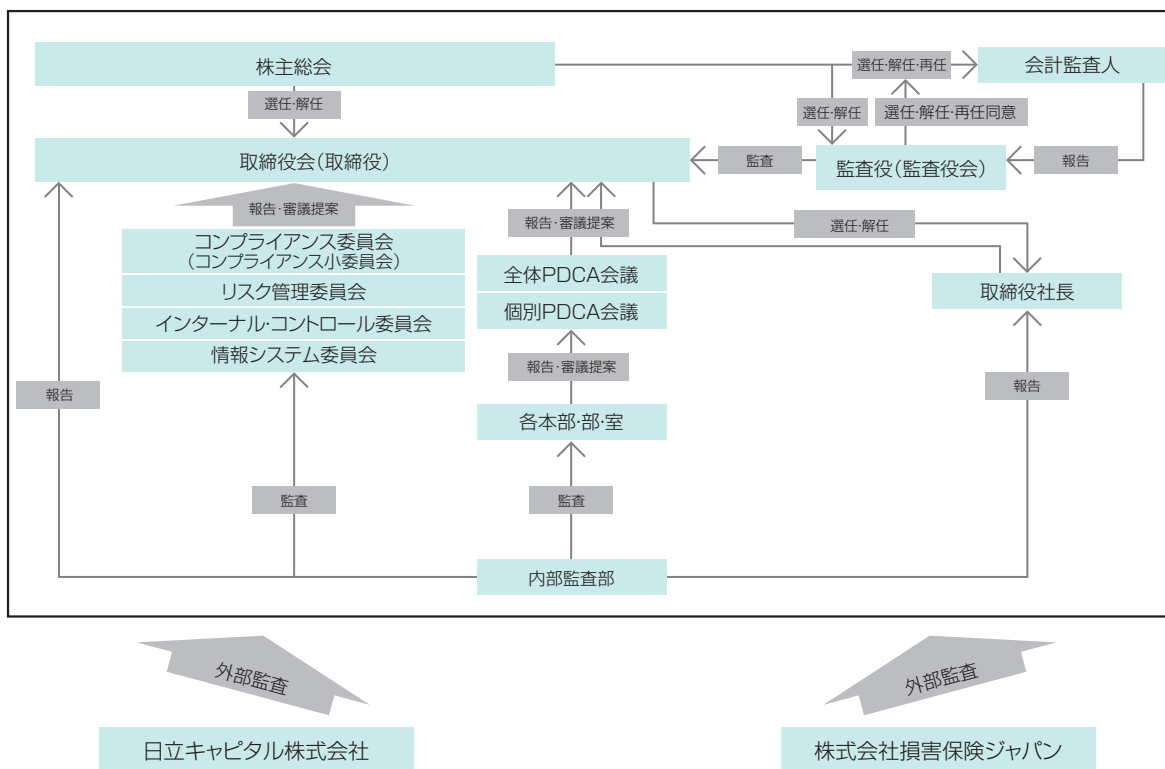 株主総会
選任・解任・再任
会計監査人
選任・解任
選任・解任
選任・解任・再任同意
取締役会（取締役）
監査
監査役（監査役会）
報告
報告・審議提案
報告・審議提案
選任・解任
コンプライアンス委員会
（コンプライアンス小委員会）
リスク管理委員会
インターナル・コントロール委員会
情報システム委員会
全体PDCA会議
個別PDCA会議
取締役社長
報告・審議提案
報告
報告
各本部・部・室
監査
監査
内部監査部
外部監査
外部監査
日立キャピタル株式会社
株式会社損害保険ジャパン